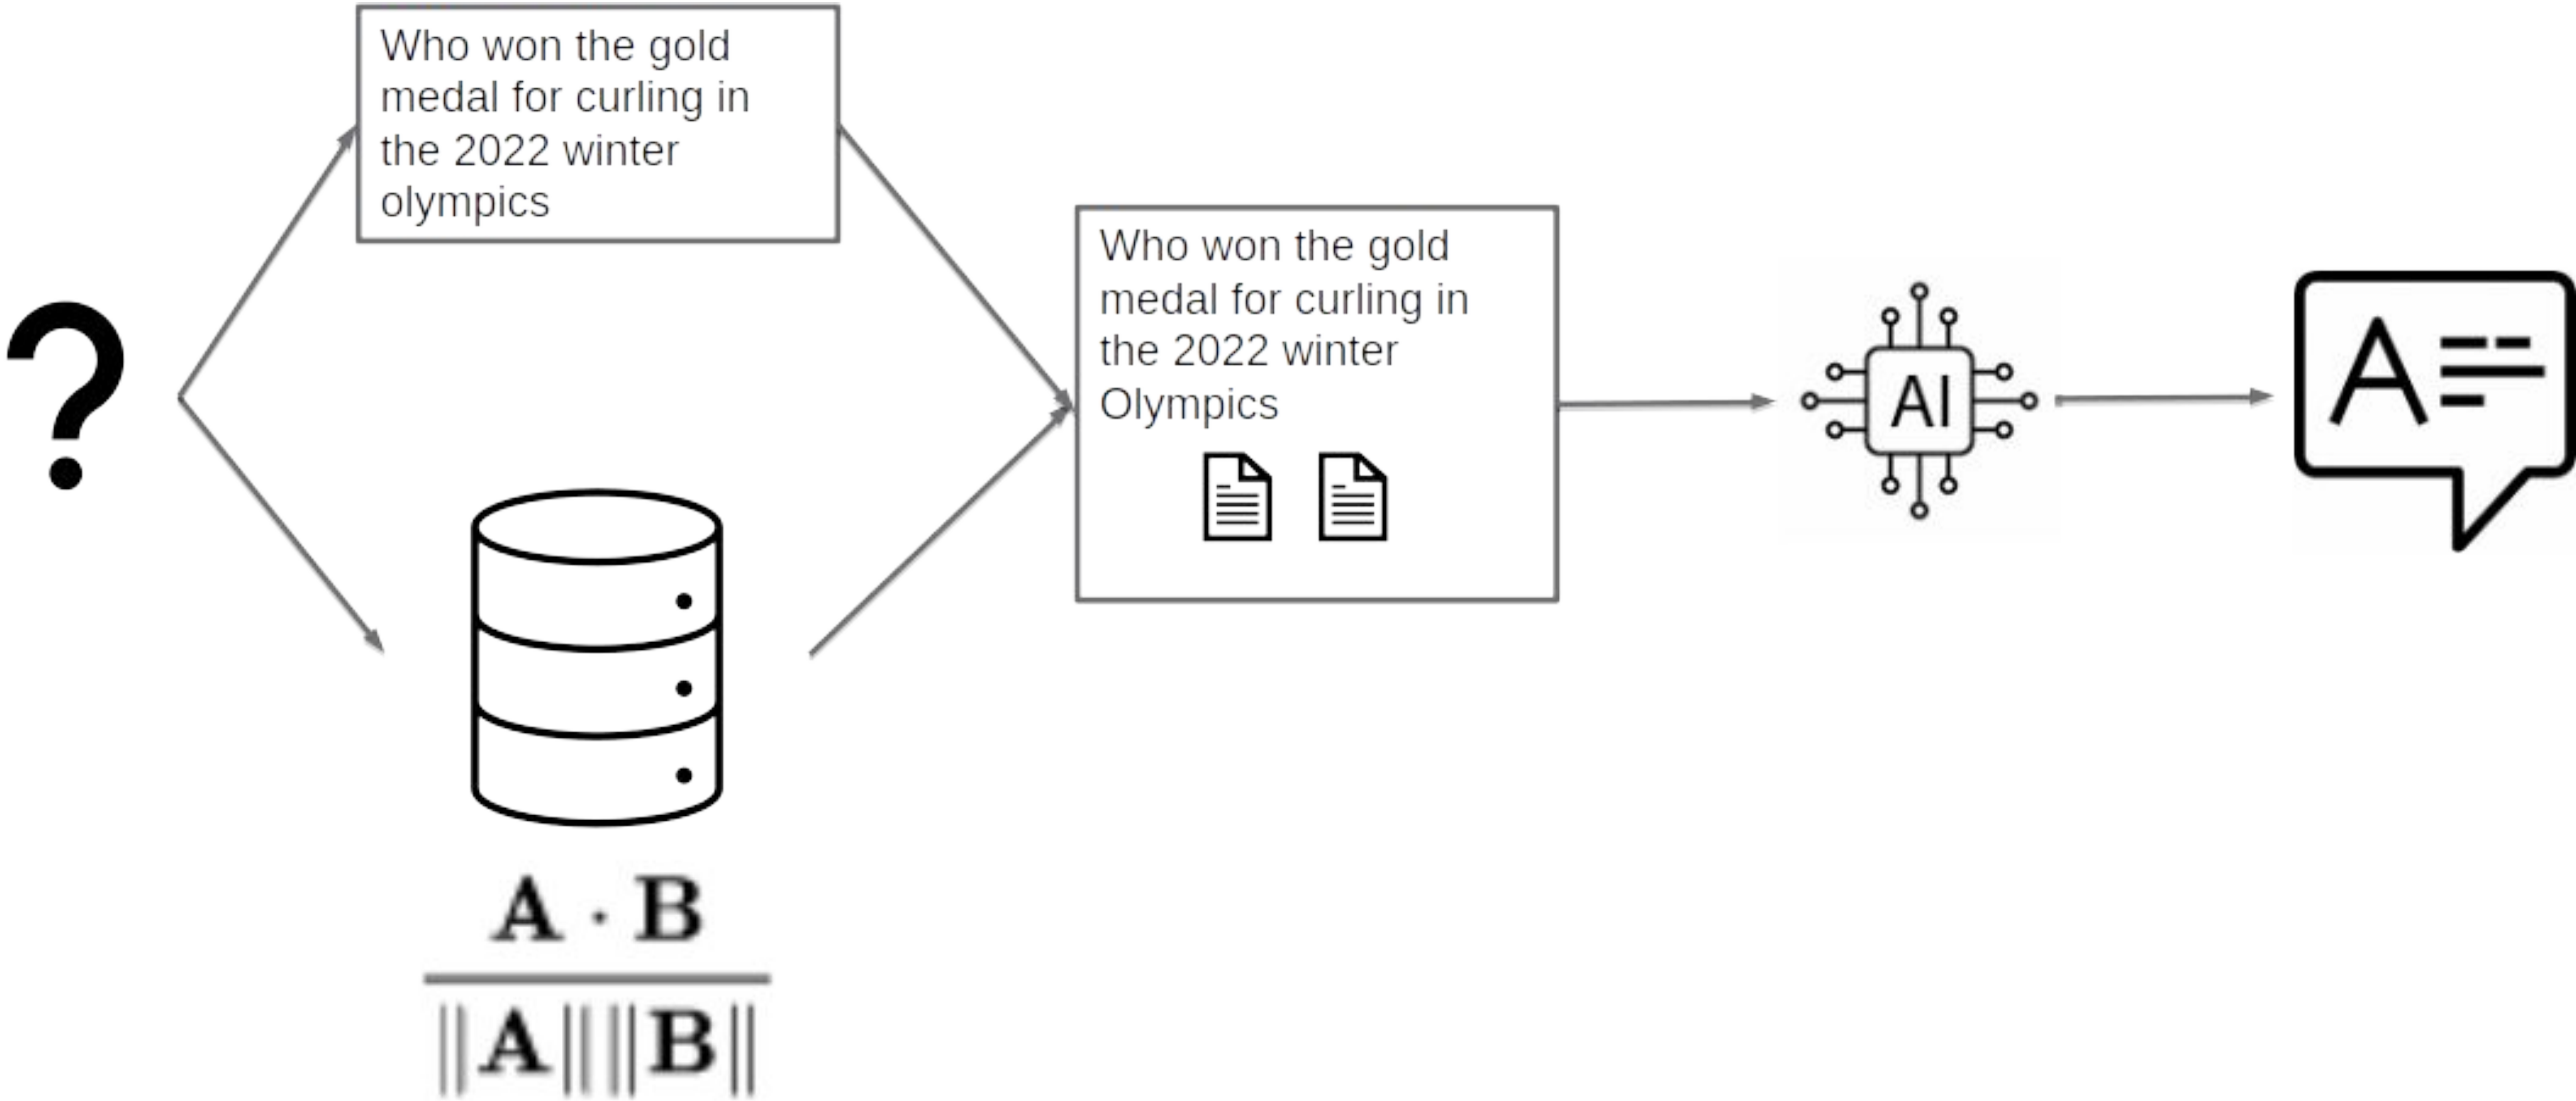 Who won the gold
medal for curling in
the 2022 winter
olympics
Who won the gold
medal for curling in
the 2022 winter
Olympics
AI
A
A · B
||A|| ||B||